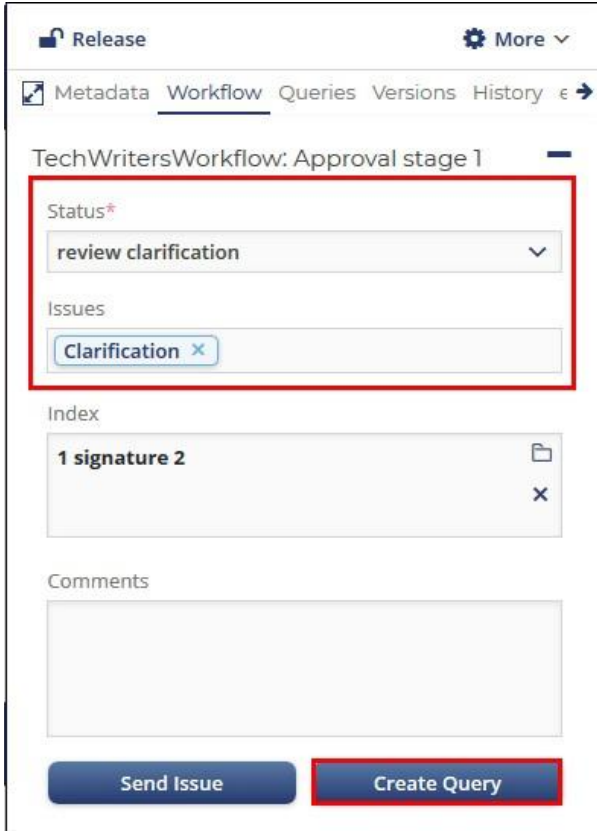 Release More
Metadata Workflow Queries Versions History e
TechWritersWorkflow: Approval stage 1
Status*
review clarification
Issues
Clarification ×
Index
1 signature 2
Comments
Send Issue Create Query